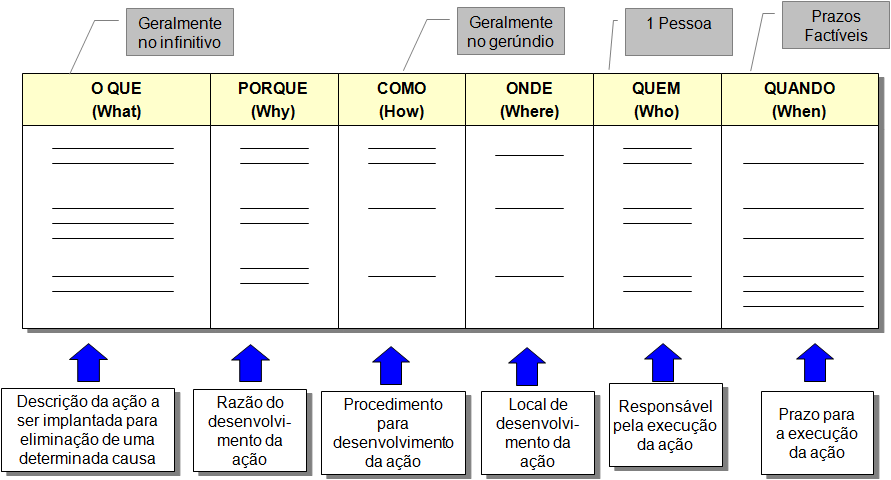 Geralmente
no infinitivo
Geralmente
no gerúndio
1 Pessoa
Prazos
Factíveis
O QUE
(What)
PORQUE
(Why)
COMO
(How)
ONDE
(Where)
QUEM
(Who)
QUANDO
(When)
Descrição da ação a
ser implantada para
eliminação de uma
determinada causa
Razão do
desenvolvi-
mento da
ação
Procedimento
para
desenvolvimento
da ação
Local de
desenvolvi-
mento da
ação
Responsável
pela execução
da ação
Prazo para
a execução
da ação